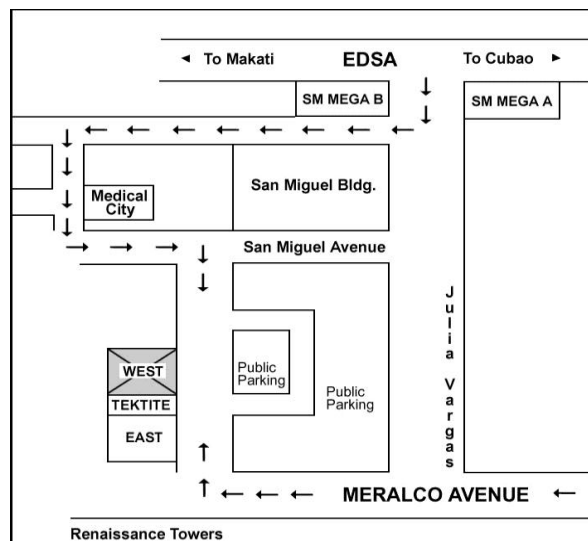 ◄ To Makati EDSA To Cubao ►
SM MEGA B
SM MEGA A
San Miguel Bldg.
Medical
City
San Miguel Avenue
Julia Vargas
WEST
TEKTITE
EAST
Public
Parking
Public
Parking
MERALCO AVENUE
Renaissance Towers